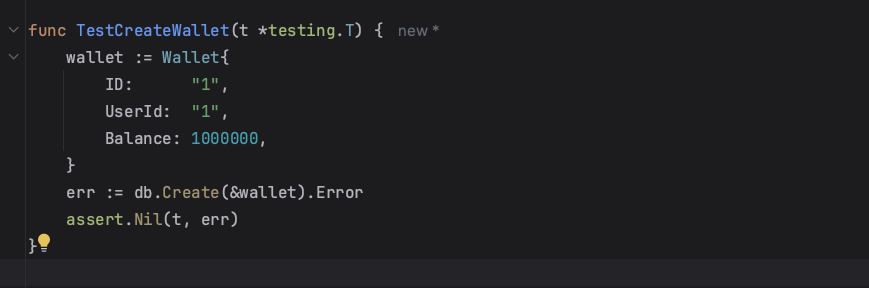 func TestCreateWallet(t *testing.T) { new *
    wallet := Wallet{
        ID:      "1",
        UserId:  "1",
        Balance: 1000000,
    }
    err := db.Create(&wallet).Error
    assert.Nil(t, err)
}